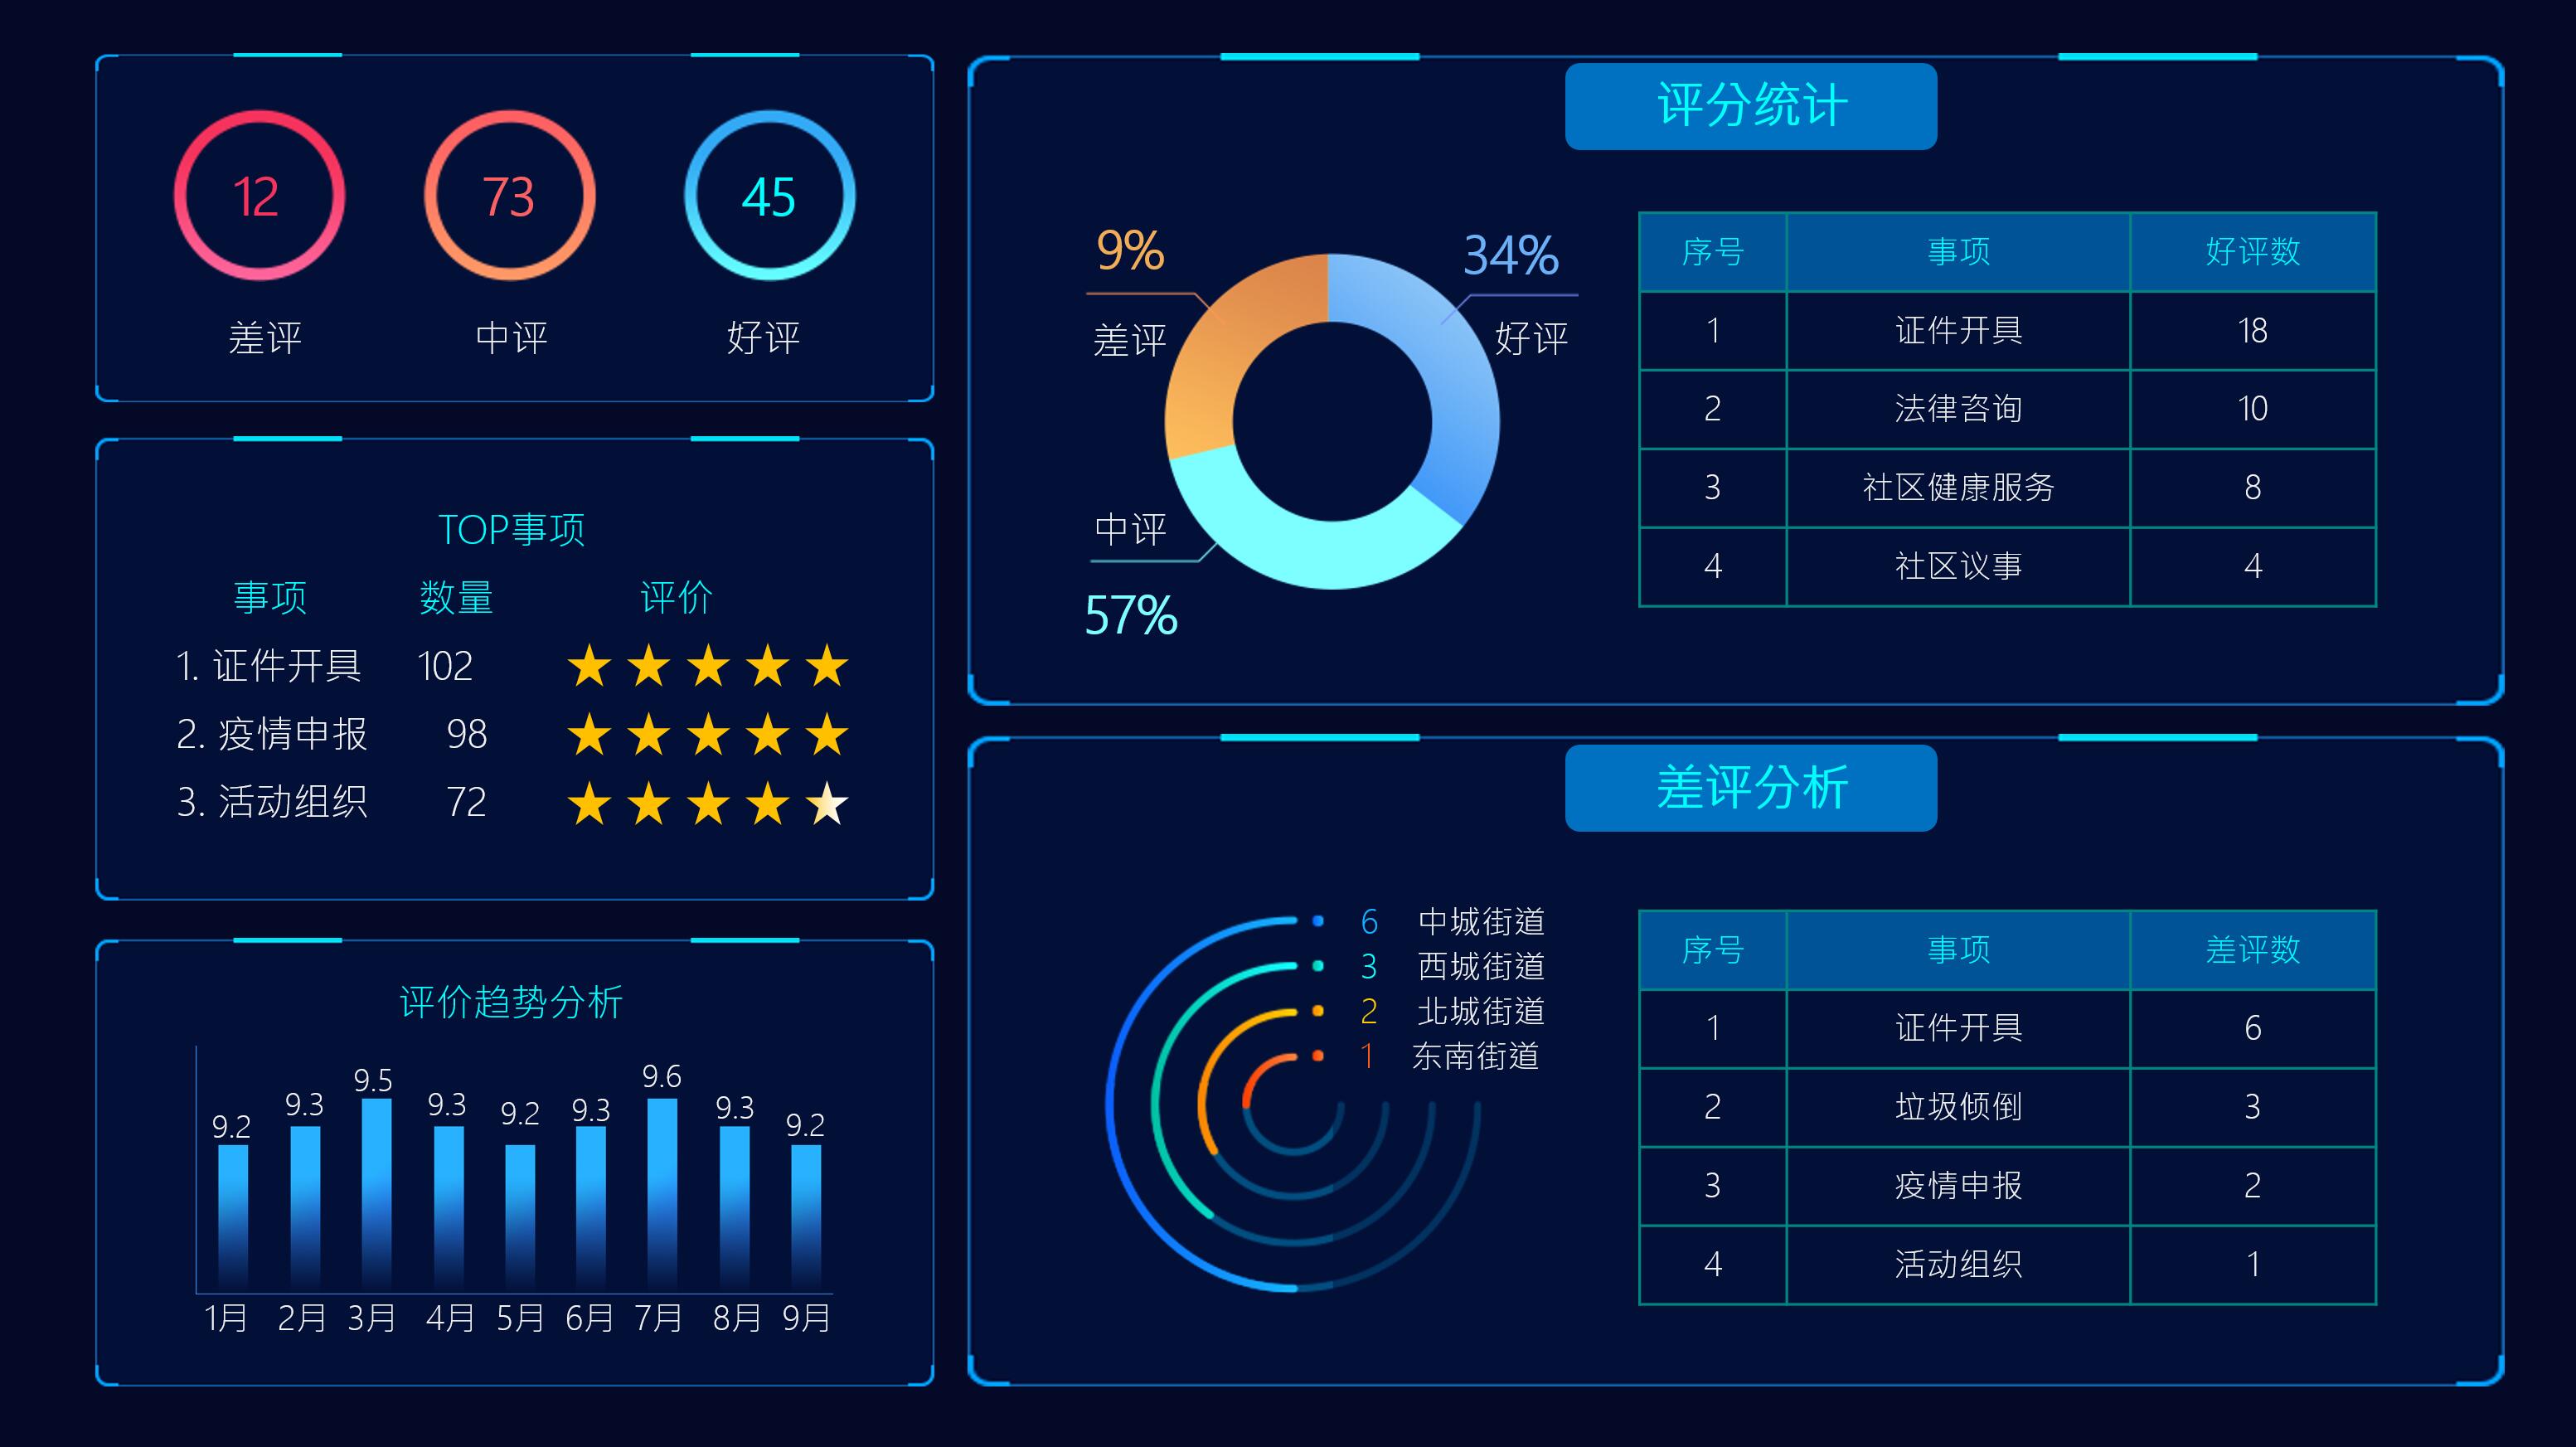 12 73 45
差评 中评 好评
TOP事项
事项 数量 评价
1. 证件开具 102
2. 疫情申报 98
3. 活动组织 72
评价趋势分析
9.2 9.3 9.5 9.3 9.2 9.3 9.6 9.3 9.2
1月 2月 3月 4月 5月 6月 7月 8月 9月
评分统计
9%
差评
34%
好评
中评
57%
序号 事项 好评数
1 证件开具 18
2 法律咨询 10
3 社区健康服务 8
4 社区议事 4
差评分析
6 中城街道
3 西城街道
2 北城街道
1 东南街道
序号 事项 差评数
1 证件开具 6
2 垃圾倾倒 3
3 疫情申报 2
4 活动组织 1